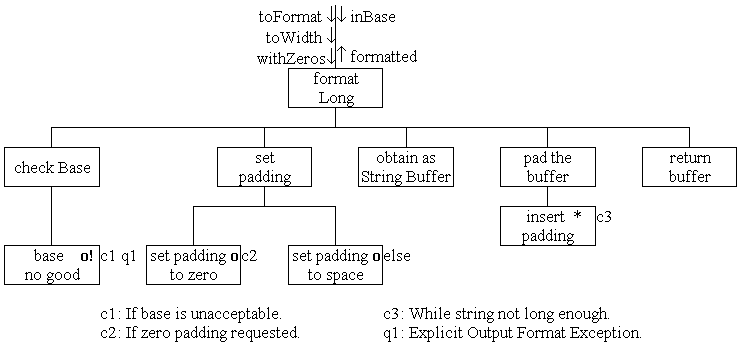 toFormat ↓ ↓ inBase
toWidth ↓
withZeros ↓ ↑ formatted
format
Long
check Base
set
padding
obtain as
String Buffer
pad the
buffer
return
buffer
insert * c3
padding
base o! c1 q1
no good
set padding o c2
to zero
set padding o else
to space
c1: If base is unacceptable.
c3: While string not long enough.
c2: If zero padding requested.
q1: Explicit Output Format Exception.